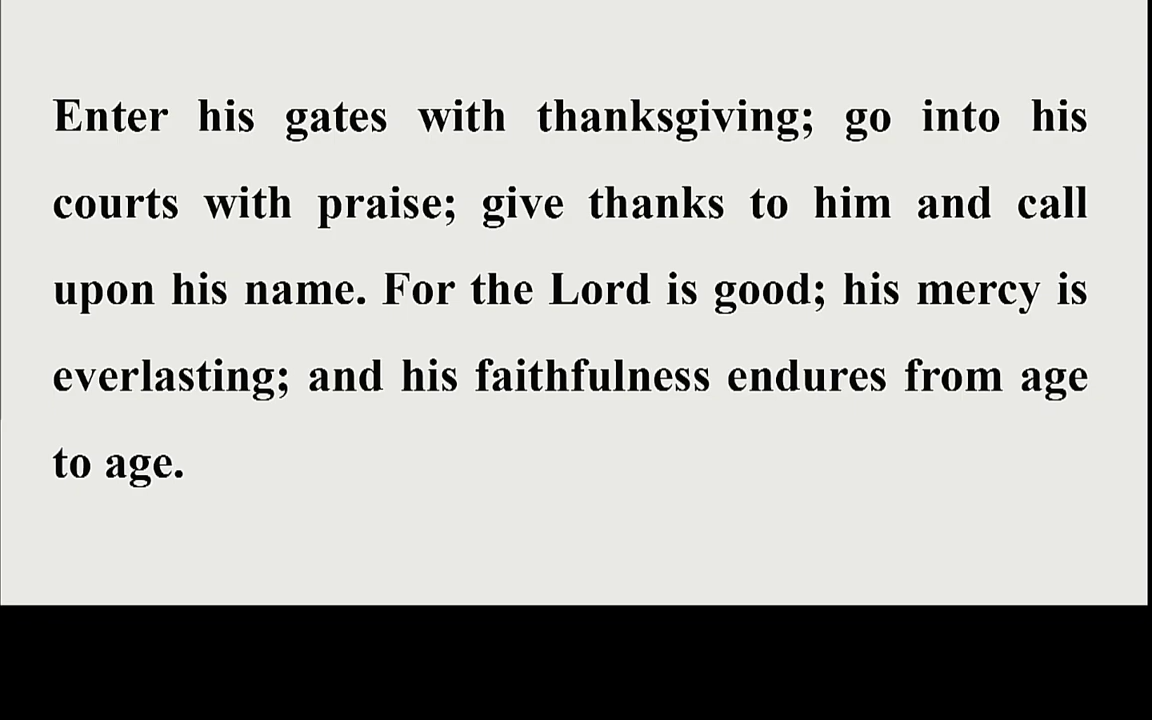 Enter his gates with thanksgiving; go into his
courts with praise; give thanks to him and call
upon his name. For the Lord is good; his mercy is
everlasting; and his faithfulness endures from age
to age.